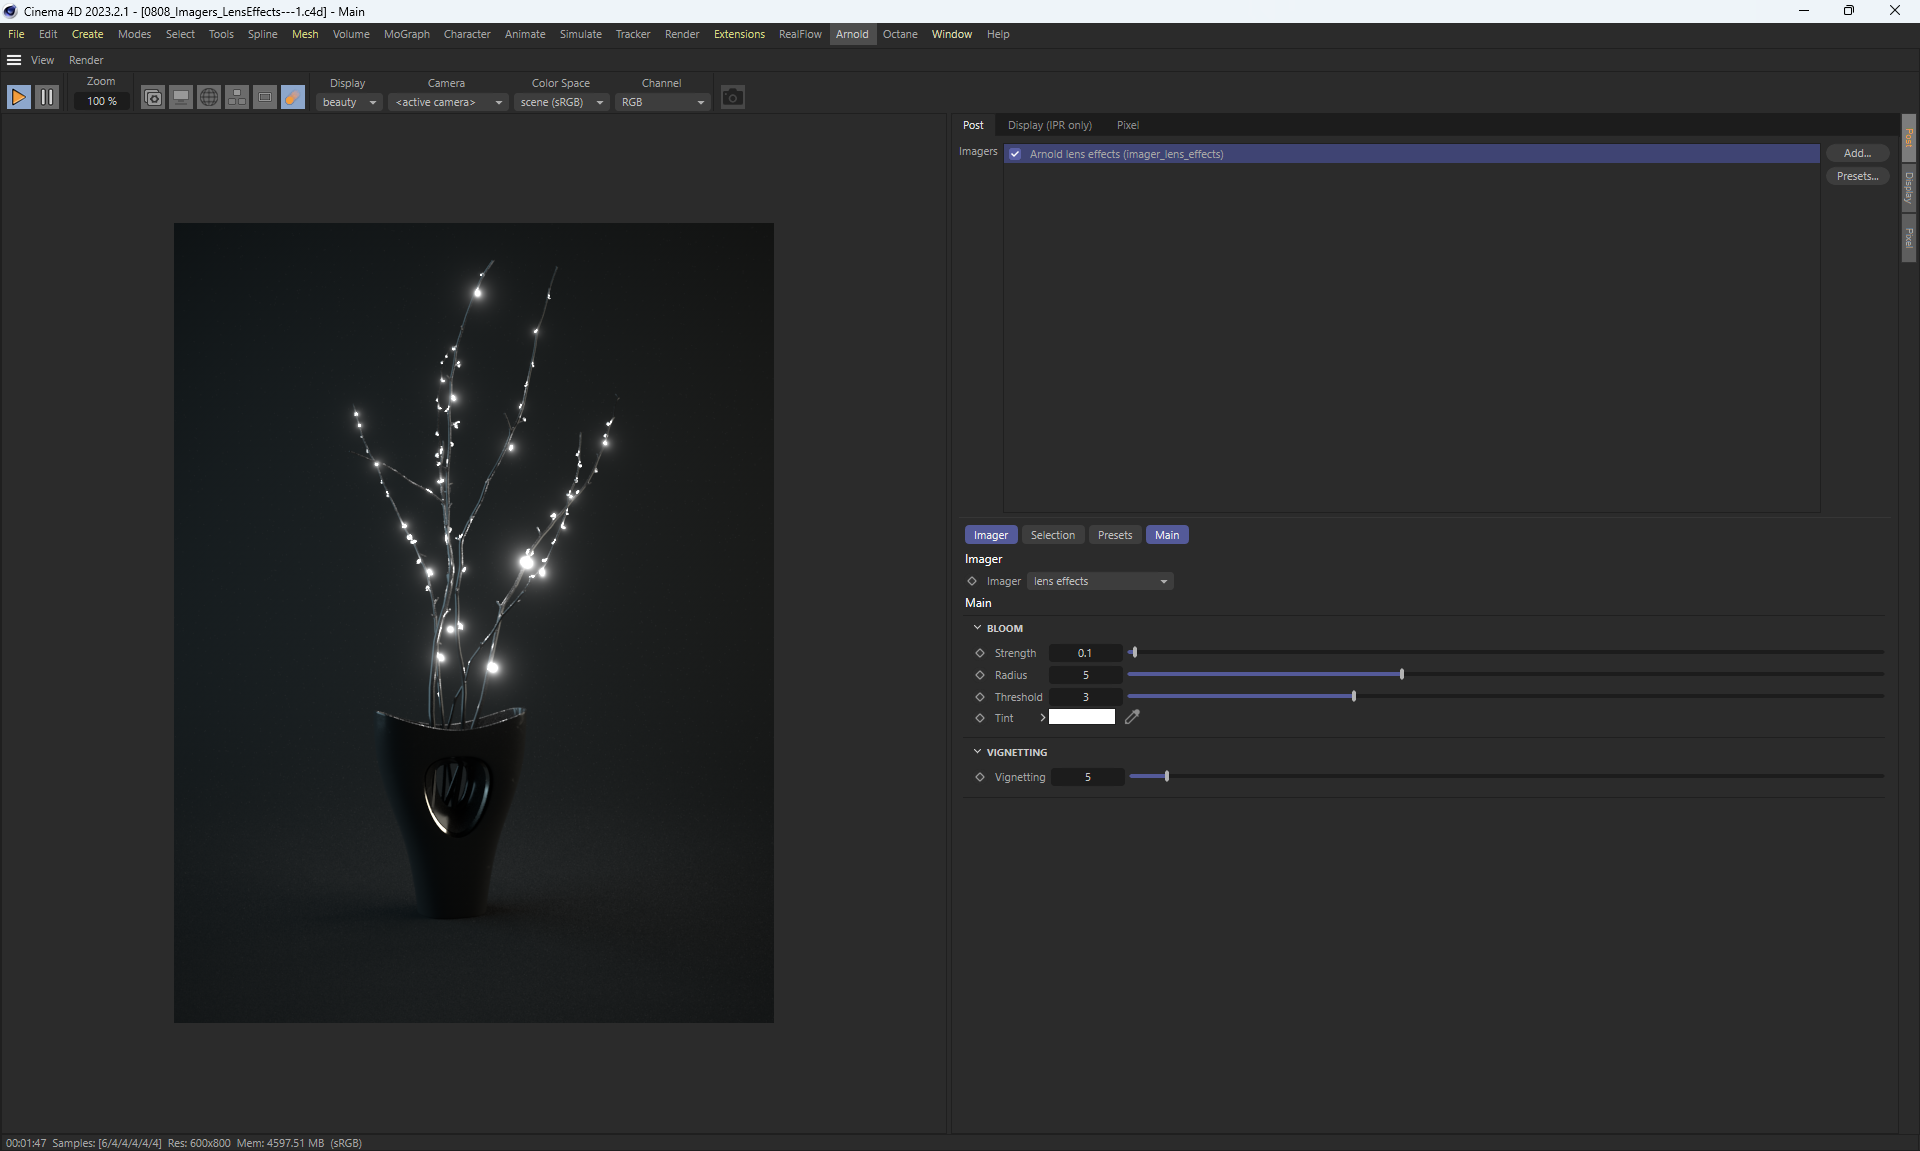 Cinema 4D 2023.2.1 - [0808_Imagers_LensEffects---1.c4d] - Main
File Edit Create Modes Select Tools Spline Mesh Volume MoGraph Character Animate Simulate Tracker Render Extensions RealFlow Arnold Octane Window Help
View Render
Zoom Display Camera Color Space Channel
100 % beauty <active camera> scene (sRGB) RGB
Post Display (IPR only) Pixel
Imagers Arnold lens effects (imager_lens_effects) Add...
Presets...
Post
Display
Pixel
Imager Selection Presets Main
Imager
Imager lens effects
Main
BLOOM
Strength 0.1
Radius 5
Threshold 3
Tint
VIGNETTING
Vignetting 5
00:01:47 Samples: [6/4/4/4/4/4] Res: 600x800 Mem: 4597.51 MB (sRGB)